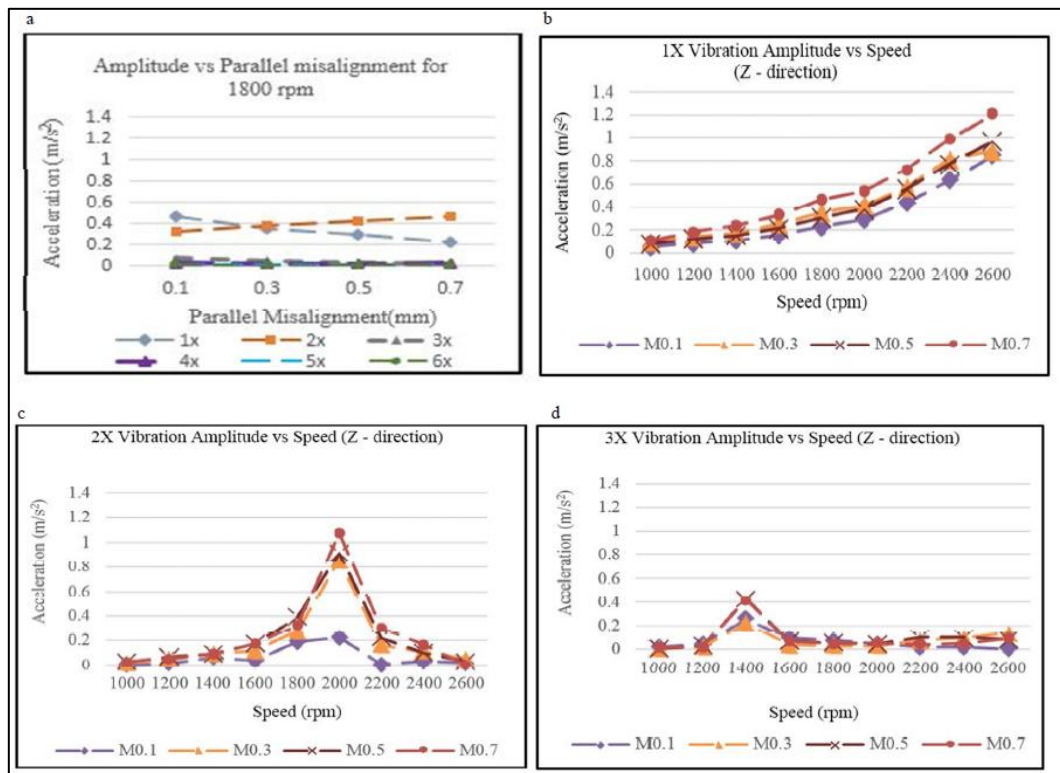 a
Amplitude vs Parallel misalignment for
1800 rpm
Acceleration(m/s²)
1.4
1.2
1
0.8
0.6
0.4
0.2
0
0.1 0.3 0.5 0.7
Parallel Misalignment(mm)
1x 2x 3x
4x 5x 6x
b
1X Vibration Amplitude vs Speed
(Z - direction)
Acceleration (m/s²)
1.4
1.2
1
0.8
0.6
0.4
0.2
0
1000 1200 1400 1600 1800 2000 2200 2400 2600
Speed (rpm)
M0.1 M0.3 M0.5 M0.7
c
2X Vibration Amplitude vs Speed (Z - direction)
Acceleration (m/s²)
1.4
1.2
1
0.8
0.6
0.4
0.2
0
1000 1200 1400 1600 1800 2000 2200 2400 2600
Speed (rpm)
M0.1 M0.3 M0.5 M0.7
d
3X Vibration Amplitude vs Speed (Z - direction)
Acceleration (m/s²)
1.4
1.2
1
0.8
0.6
0.4
0.2
0
1000 1200 1400 1600 1800 2000 2200 2400 2600
Speed (rpm)
M0.1 M0.3 M0.5 M0.7